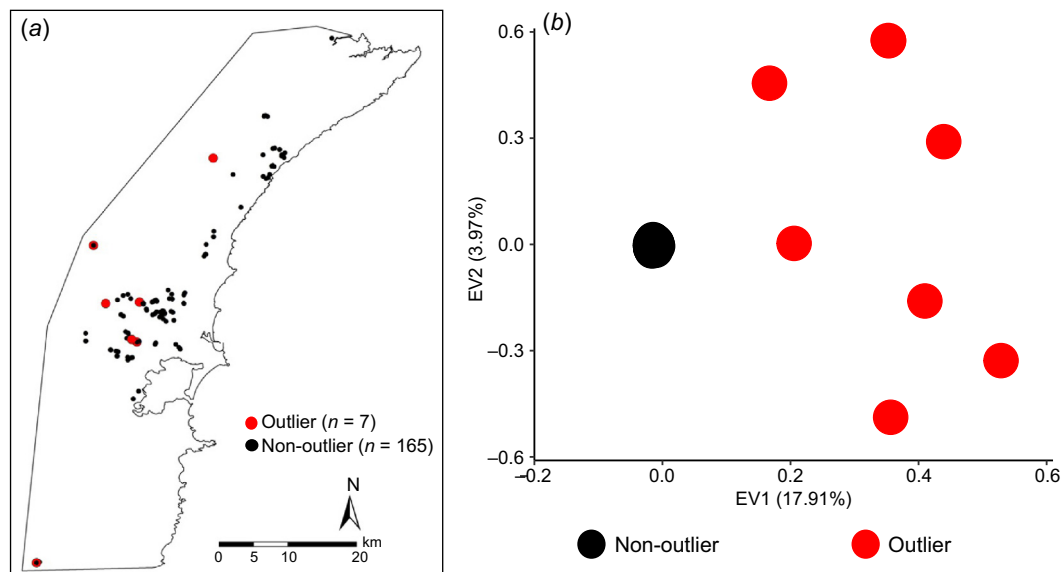 (a)
Outlier (n = 7)
Non-outlier (n = 165)
N
km
0 5 10 20
(b)
0.6
0.3
0.0
–0.3
–0.6
EV2 (3.97%)
–0.2 0.0 0.2 0.4 0.6
EV1 (17.91%)
Non-outlier Outlier